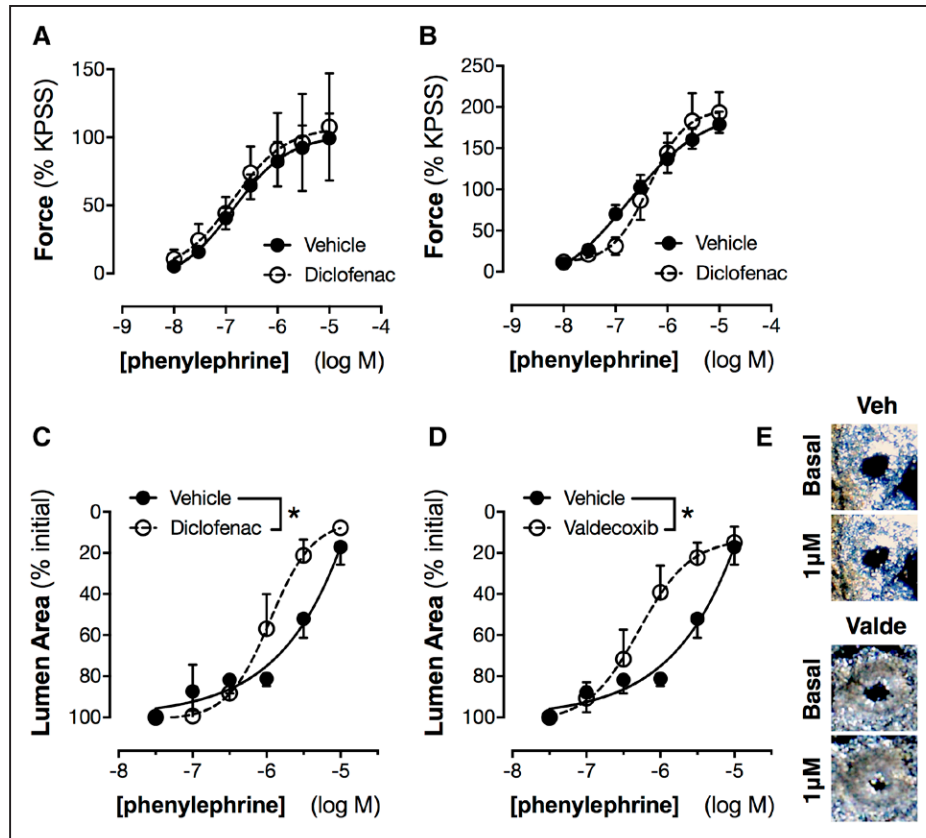 A
Force (% KPSS)
150
100
50
0
Vehicle
Diclofenac
-9 -8 -7 -6 -5 -4
[phenylephrine] (log M)
B
Force (% KPSS)
250
200
150
100
50
0
Vehicle
Diclofenac
-9 -8 -7 -6 -5 -4
[phenylephrine] (log M)
C
Vehicle
Diclofenac
*
Lumen Area (% initial)
0
20
40
60
80
100
-8 -7 -6 -5
[phenylephrine] (log M)
D
Vehicle
Valdecoxib
*
Lumen Area (% initial)
0
20
40
60
80
100
-8 -7 -6 -5
[phenylephrine] (log M)
E
Veh
Basal
1µM
Valde
Basal
1µM